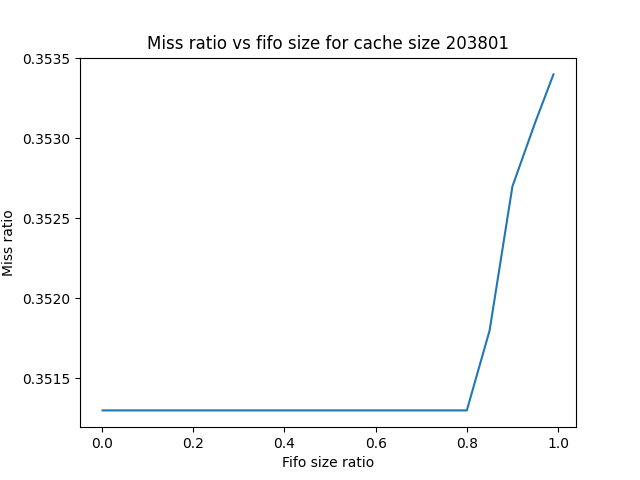 Miss ratio vs fifo size for cache size 203801
0.3535
0.3530
0.3525
0.3520
0.3515
Miss ratio
0.0 0.2 0.4 0.6 0.8 1.0
Fifo size ratio